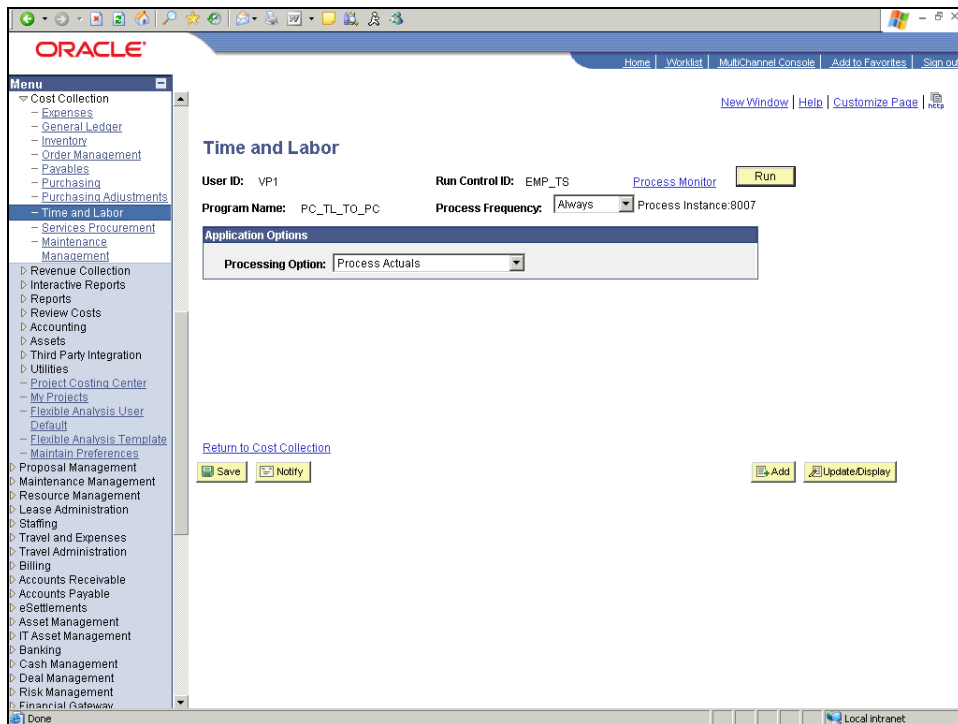 ORACLE'
Home | Worklist | MultiChannel Console | Add to Favorites | Sign out
Menu
Cost Collection
– Expenses
– General Ledger
– Inventory
– Order Management
– Payables
– Purchasing
– Purchasing Adjustments
– Time and Labor
– Services Procurement
– Maintenance
Management
Revenue Collection
Interactive Reports
Reports
Review Costs
Accounting
Assets
Third Party Integration
Utilities
– Project Costing Center
– My Projects
– Flexible Analysis User
Default
– Flexible Analysis Template
– Maintain Preferences
Proposal Management
Maintenance Management
Resource Management
Lease Administration
Staffing
Travel and Expenses
Travel Administration
Billing
Accounts Receivable
Accounts Payable
eSettlements
Asset Management
IT Asset Management
Banking
Cash Management
Deal Management
Risk Management
Financial Gateway
New Window | Help | Customize Page | http
Time and Labor
User ID: VP1 Run Control ID: EMP_TS Process Monitor Run
Program Name: PC_TL_TO_PC Process Frequency: Always Process Instance:8007
Application Options
Processing Option: Process Actuals
Return to Cost Collection
Save Notify Add Update/Display
Done Local intranet